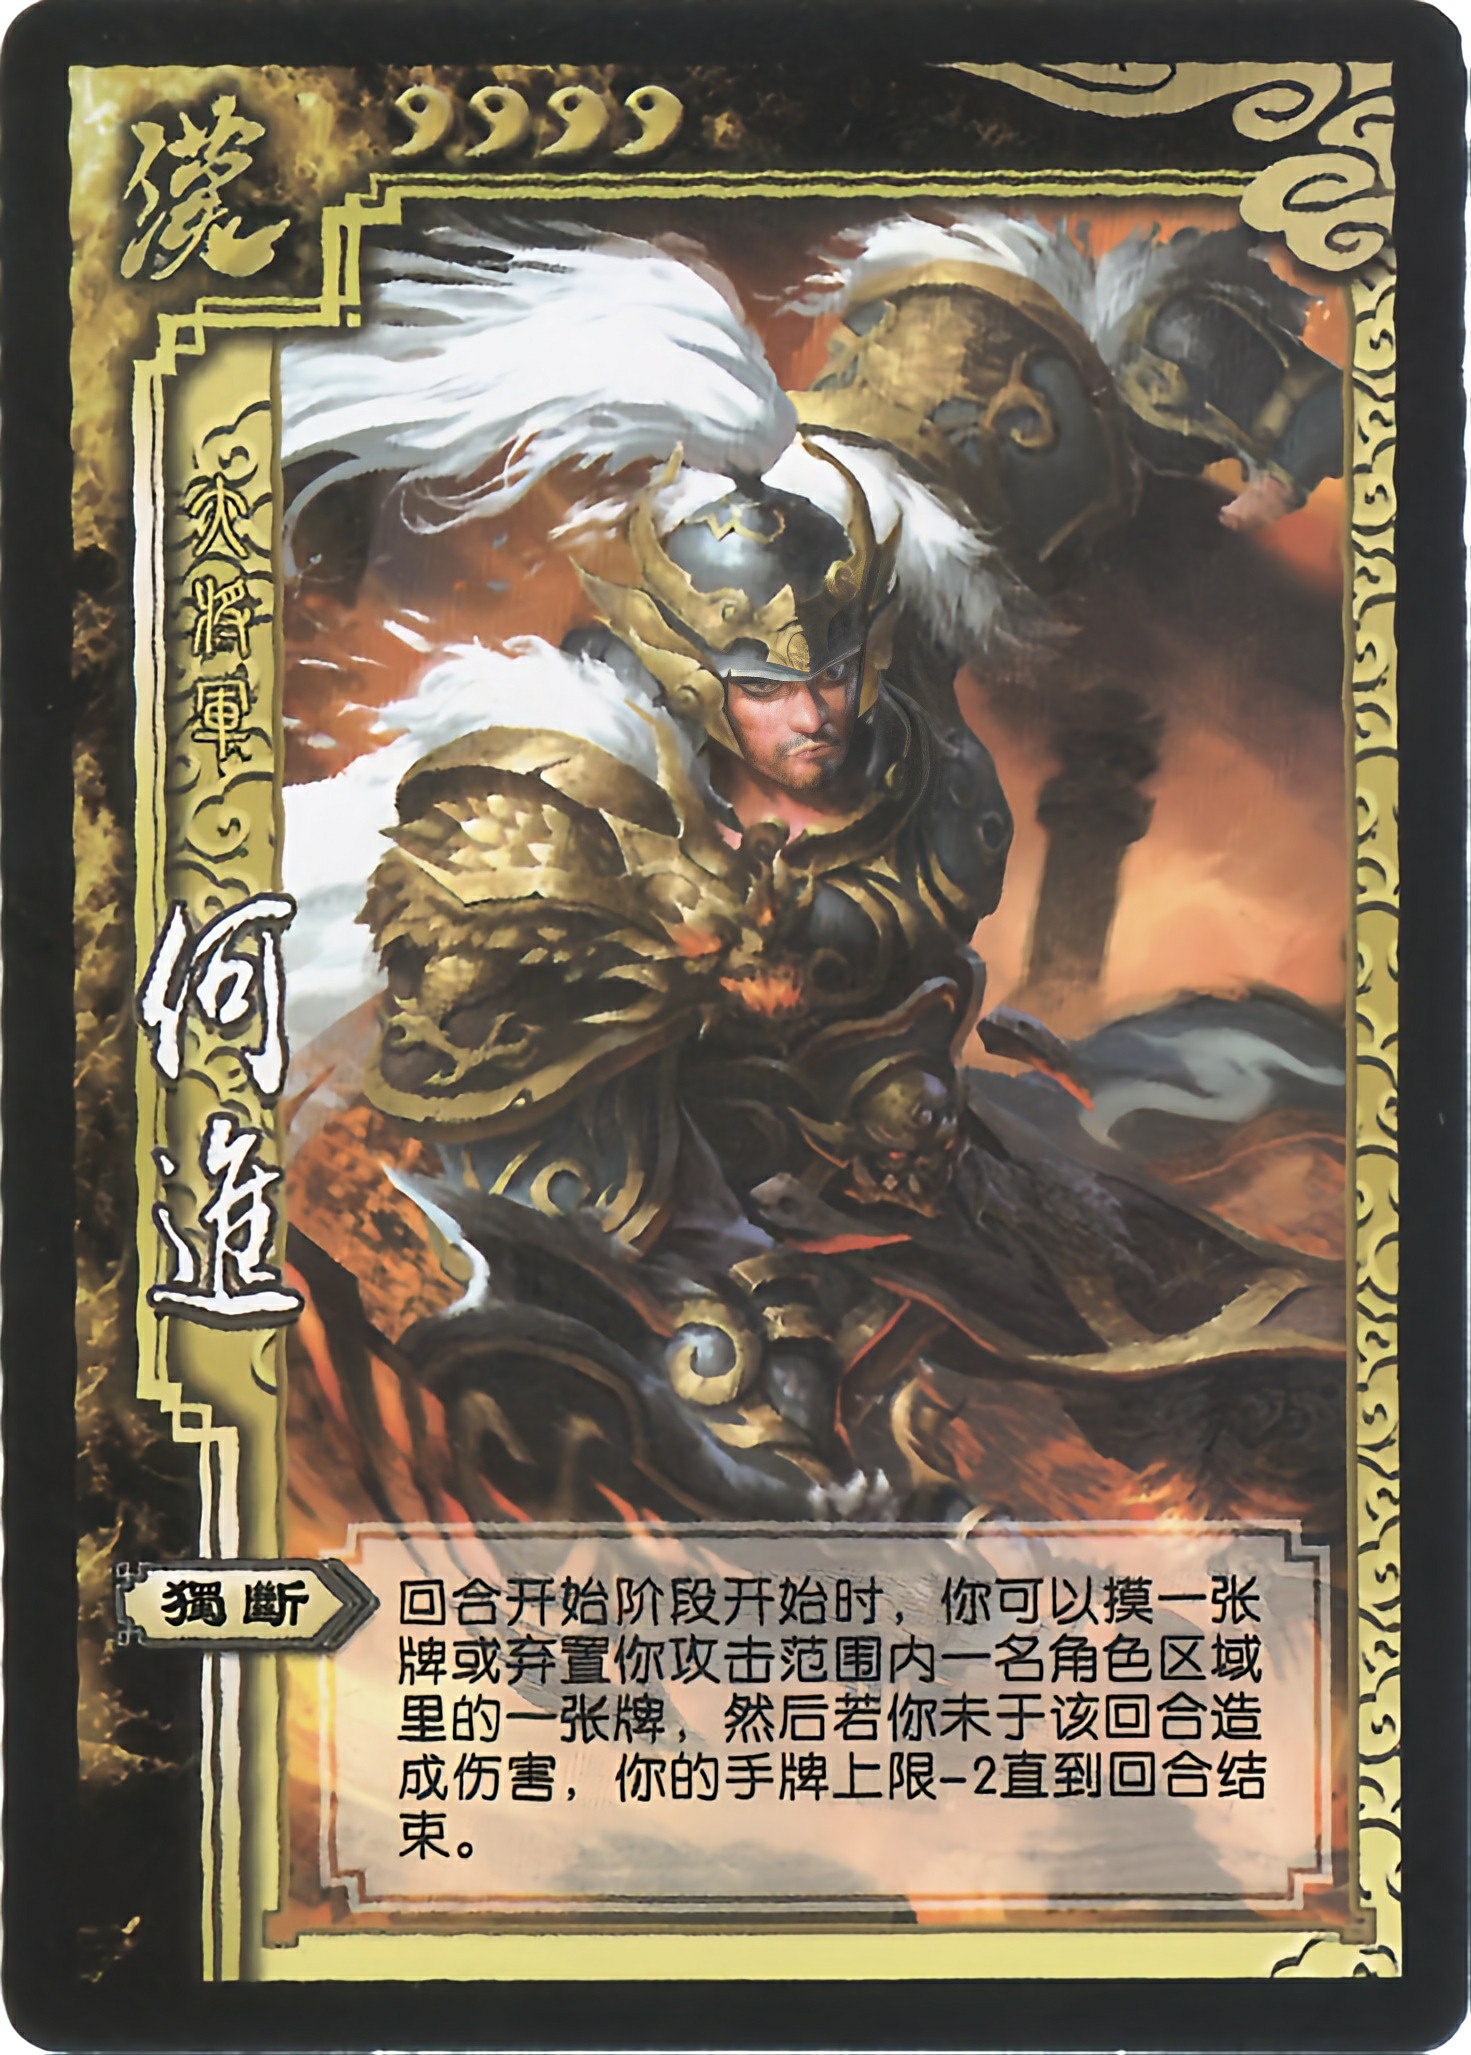 漢
大將軍
何進
獨斷
回合开始阶段开始时，你可以摸一张
牌或弃置你攻击范围内一名角色区域
里的一张牌，然后若你未于该回合造
成伤害，你的手牌上限-2直到回合结
束。